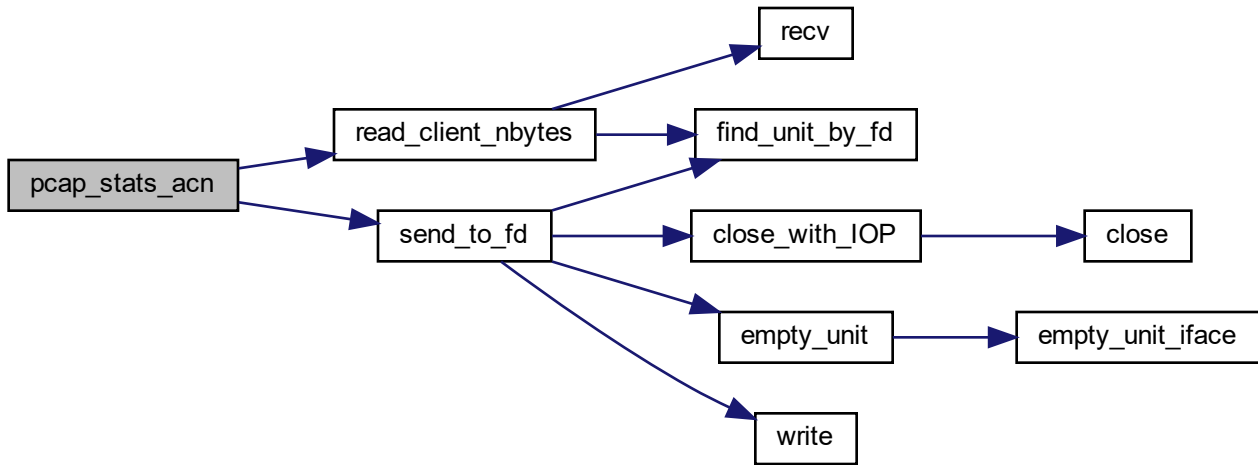 pcap_stats_acn
read_client_nbytes
send_to_fd
recv
find_unit_by_fd
close_with_IOP
empty_unit
write
close
empty_unit_iface